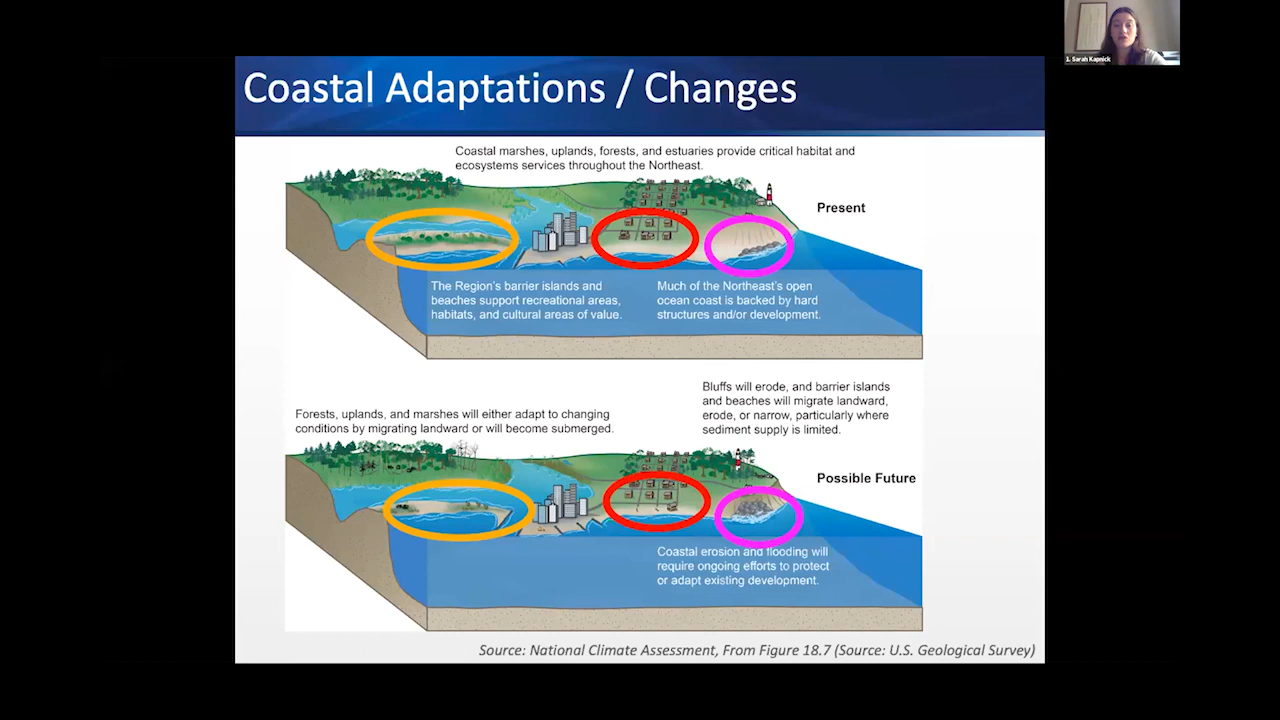 1. Sarah Kapnick
Coastal Adaptations / Changes
Coastal marshes, uplands, forests, and estuaries provide critical habitat and
ecosystems services throughout the Northeast.
Present
The Region's barrier islands and
beaches support recreational areas,
habitats, and cultural areas of value.
Much of the Northeast's open
ocean coast is backed by hard
structures and/or development.
Bluffs will erode, and barrier islands
and beaches will migrate landward,
erode, or narrow, particularly where
sediment supply is limited.
Forests, uplands, and marshes will either adapt to changing
conditions by migrating landward or will become submerged.
Possible Future
Coastal erosion and flooding will
require ongoing efforts to protect
or adapt existing development.
Source: National Climate Assessment, From Figure 18.7 (Source: U.S. Geological Survey)